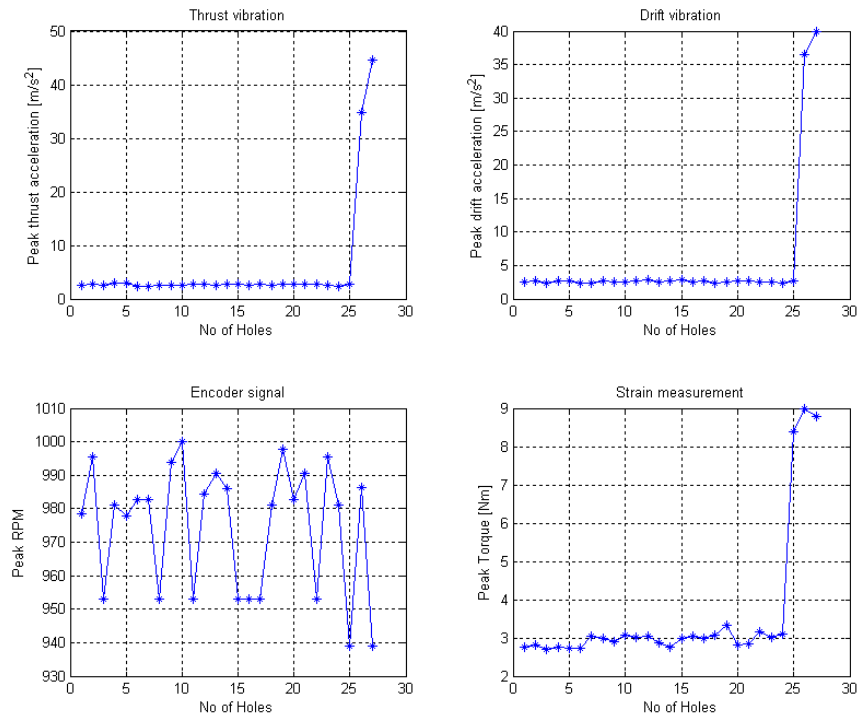 Thrust vibration
Peak thrust acceleration [m/s²]
50
40
30
20
10
0
0 5 10 15 20 25 30
No of Holes
Drift vibration
Peak drift acceleration [m/s²]
40
35
30
25
20
15
10
5
0
0 5 10 15 20 25 30
No of Holes
Encoder signal
Peak RPM
1010
1000
990
980
970
960
950
940
930
0 5 10 15 20 25 30
No of Holes
Strain measurement
Peak Torque [Nm]
9
8
7
6
5
4
3
2
0 5 10 15 20 25 30
No of Holes